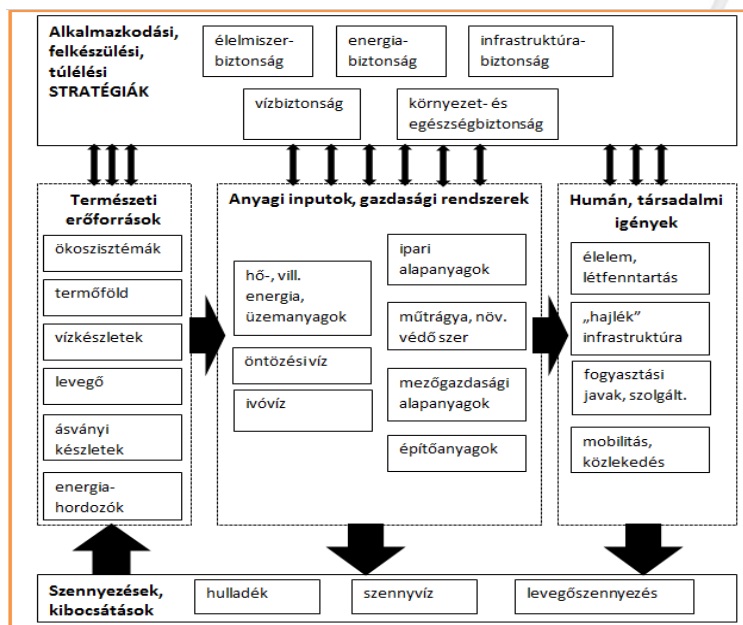 Alkalmazkodási,
felkészülési,
túlélési
STRATÉGIÁK
élelmiszer-
biztonság
energia-
biztonság
infrastruktúra-
biztonság
vízbiztonság
környezet- és
egészségbiztonság
Természeti
erőforrások
ökoszisztémák
termőföld
vízkészletek
levegő
ásványi
készletek
energia-
hordozók
Anyagi inputok, gazdasági rendszerek
hő-, vill.
energia,
üzemanyagok
öntözési víz
ivóvíz
ipari
alapanyagok
műtrágya, növ.
védő szer
mezőgazdasági
alapanyagok
építőanyagok
Humán, társadalmi
igények
élelem,
létfenntartás
„hajlék”
infrastruktúra
fogyasztási
javak, szolgált.
mobilitás,
közlekedés
Szennyezések,
kibocsátások
hulladék
szennyvíz
levegőszennyezés